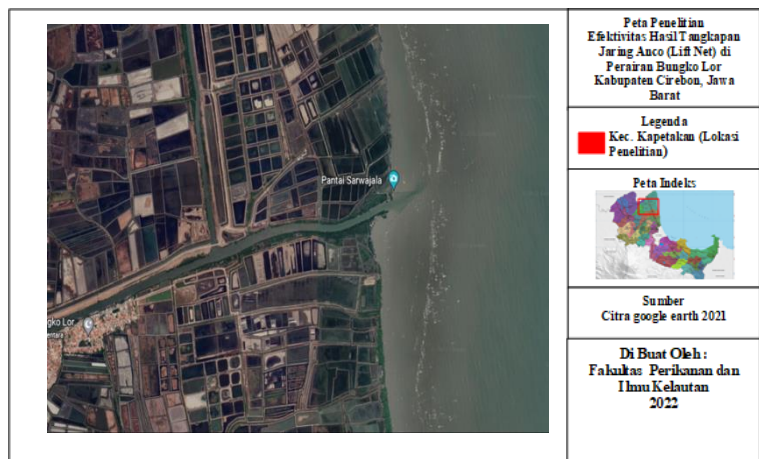 Pantai Sarwajala
gko Lor
entara
Peta Penelitian
Efektivitas Hasil Tangkapan
Jaring Anco (Lift Net) di
Perairan Bungko Lor
Kabupaten Cirebon, Jawa
Barat
Legenda
Kec. Kapetakan (Lokasi
Penelitian)
Peta Indeks
Sumber
Citra google earth 2021
Di Buat Oleh :
Fakultas Perikanan dan
Ilmu Kelautan
2022